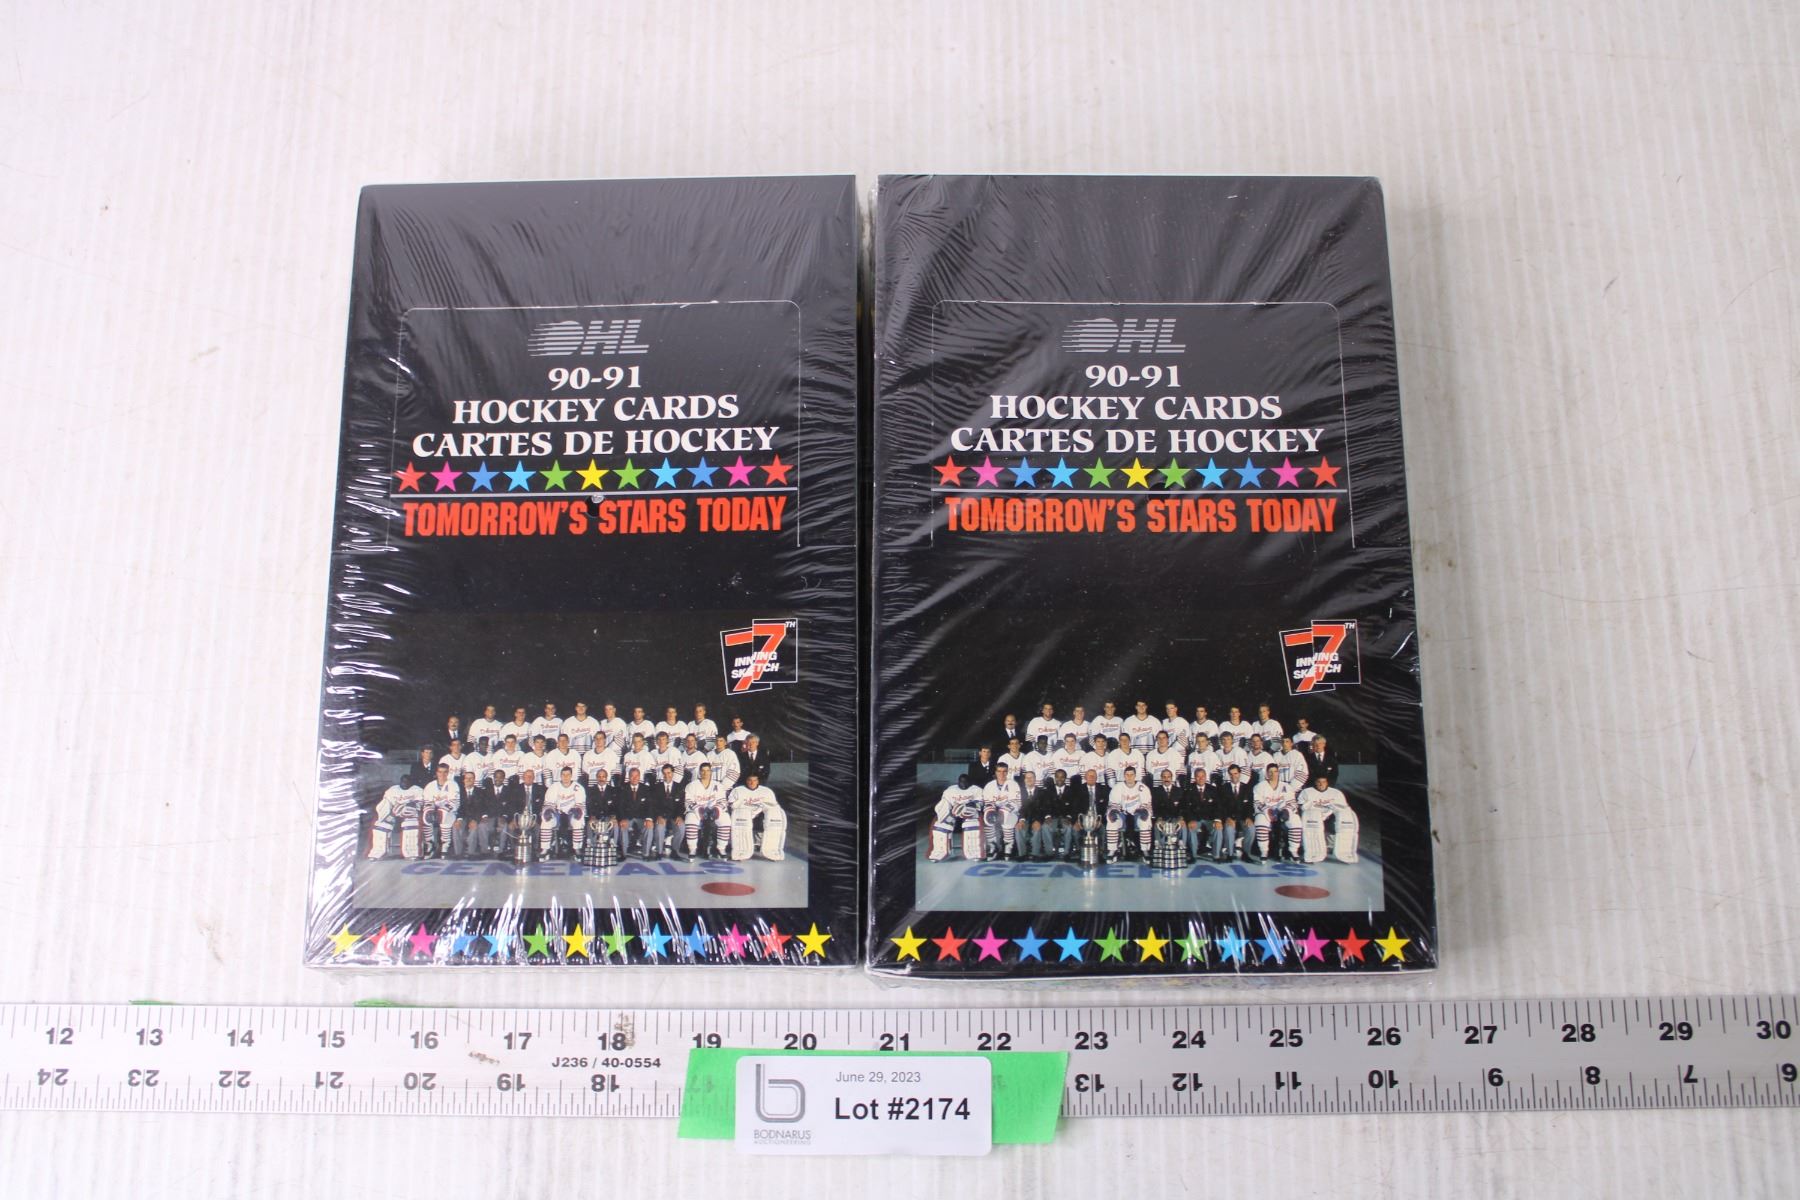 OHL
90-91
HOCKEY CARDS
CARTES DE HOCKEY
TOMORROW'S STARS TODAY
7TH
INNING
SKETCH
GENERALS
OHL
90-91
HOCKEY CARDS
CARTES DE HOCKEY
TOMORROW'S STARS TODAY
7TH
INNING
SKETCH
GENERALS
12 13 14 15 16 17 18 19 20 21 22 23 24 25 26 27 28 29 30
J236 / 40-0554
24 23 22 21 20 19 18 13 12 11 10 9 8 7 6
June 29, 2023
Lot #2174
b
BODNARUS
AUCTIONEERING